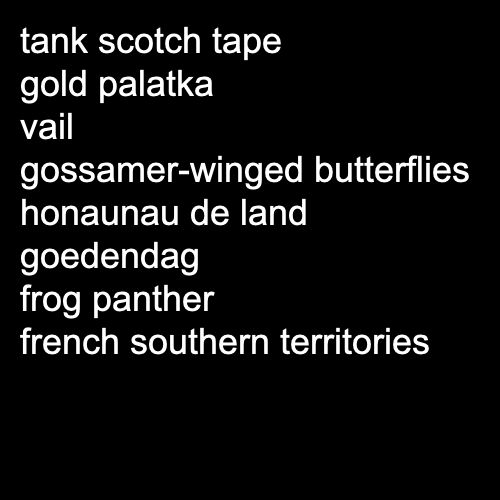 tank scotch tape
gold palatka
vail
gossamer-winged butterflies
honaunau de land
goedendag
frog panther
french southern territories